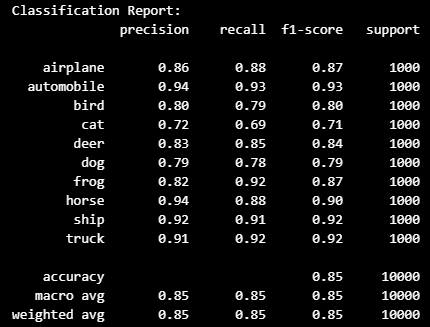 Classification Report:
precision recall f1-score support
airplane 0.86 0.88 0.87 1000
automobile 0.94 0.93 0.93 1000
bird 0.80 0.79 0.80 1000
cat 0.72 0.69 0.71 1000
deer 0.83 0.85 0.84 1000
dog 0.79 0.78 0.79 1000
frog 0.82 0.92 0.87 1000
horse 0.94 0.88 0.90 1000
ship 0.92 0.91 0.92 1000
truck 0.91 0.92 0.92 1000
accuracy 0.85 10000
macro avg 0.85 0.85 0.85 10000
weighted avg 0.85 0.85 0.85 10000